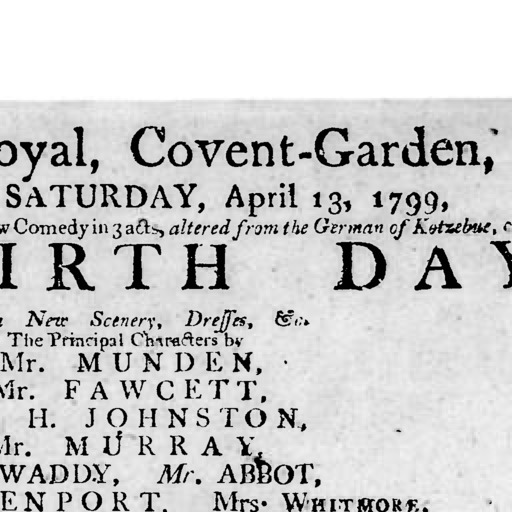 oyal, Covent-Garden,
SATURDAY, April 13, 1799,
w Comedy in 3 acts, altered from the German of Kotzebue, c
IRTH DAY
New Scenery, Dreſſes, &c.
The Principal Characters by
Mr. MUNDEN,
Mr. FAWCETT,
H. JOHNSTON,
Mr. MURRAY,
WADDY, Mr. ABBOT,
ENPORT, Mrs. WHITMORE,